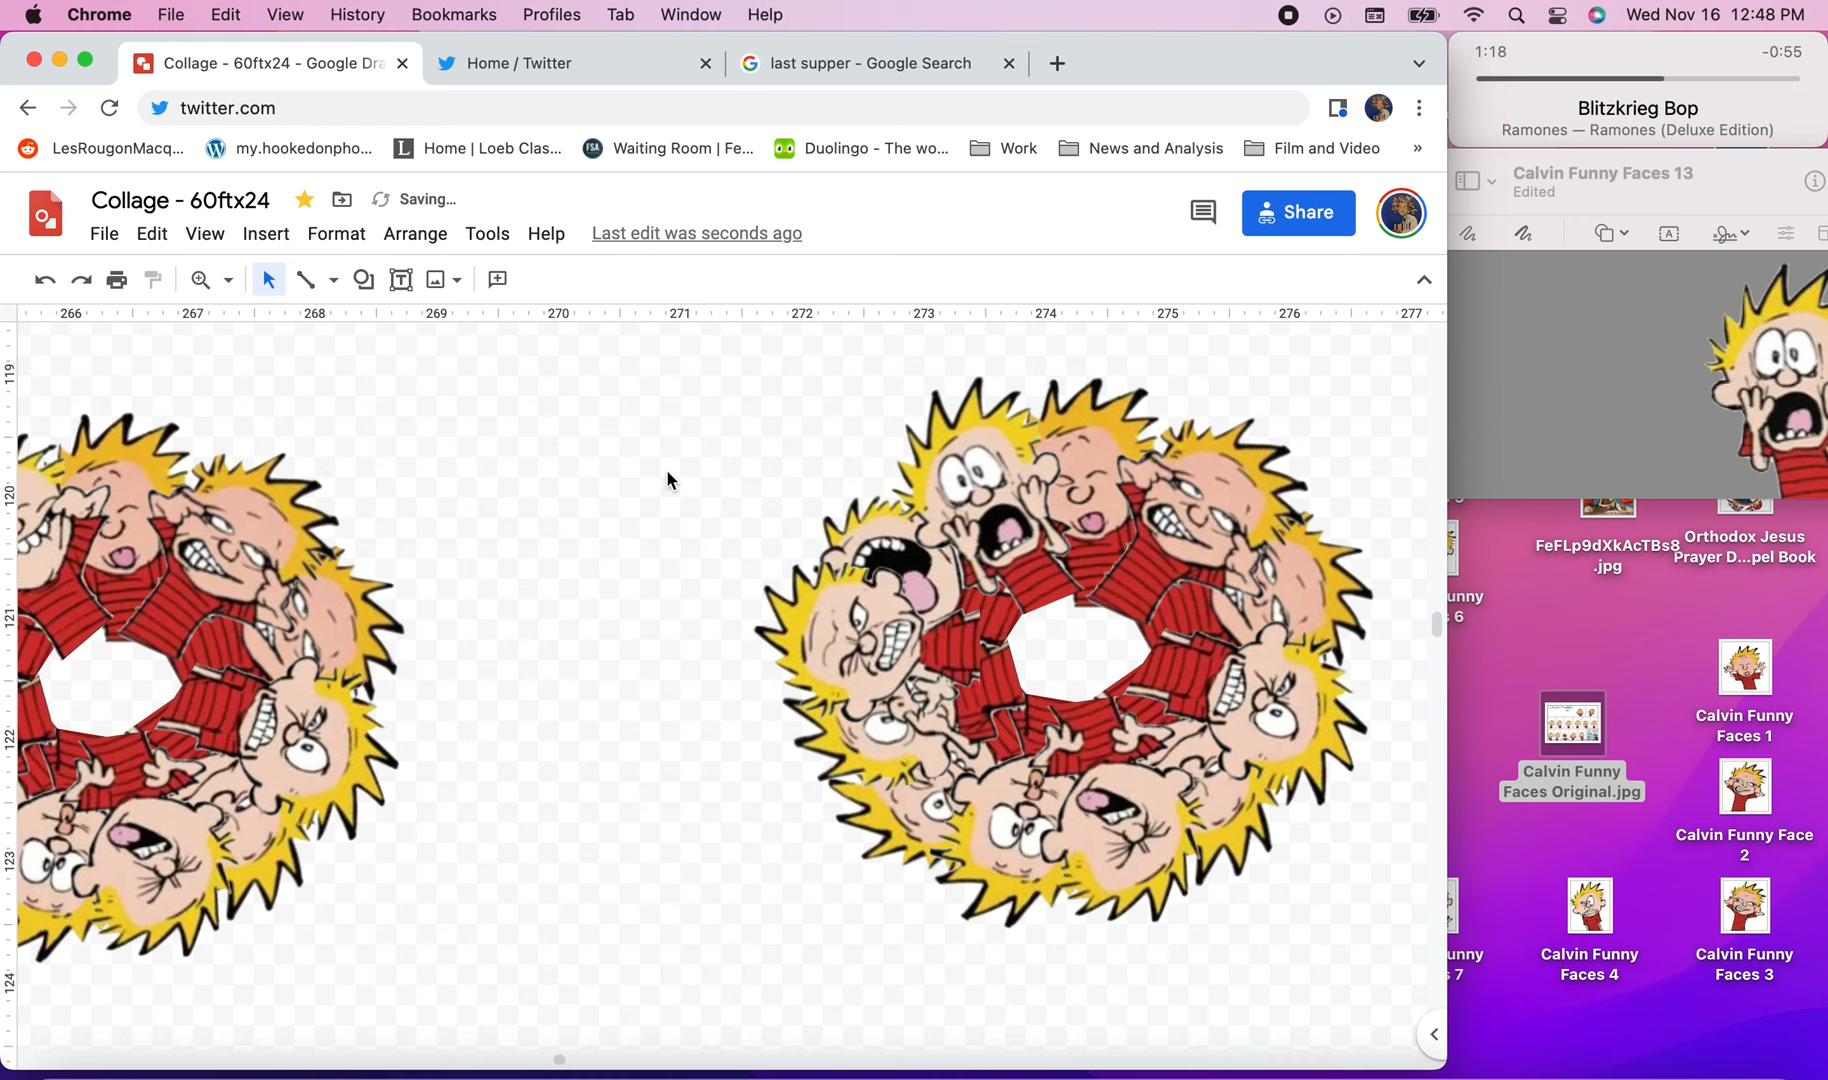 Chrome File Edit View History Bookmarks Profiles Tab Window Help Wed Nov 16 12:48 PM
Collage - 60ftx24 - Google Dra Home / Twitter last supper - Google Search
twitter.com
LesRougonMacq... my.hookedonpho... Home | Loeb Clas... FSA Waiting Room | Fe... Duolingo - The wo... Work News and Analysis Film and Video »
Collage - 60ftx24 Saving... Share
File Edit View Insert Format Arrange Tools Help Last edit was seconds ago
266 267 268 269 270 271 272 273 274 275 276 277
119
120
121
122
123
124
1:18 -0:55
Blitzkrieg Bop
Ramones — Ramones (Deluxe Edition)
Calvin Funny Faces 13
Edited
FeFLp9dXkAcTBs8
.jpg
Orthodox Jesus
Prayer D...pel Book
unny
s 6
Calvin Funny
Faces 1
Calvin Funny
Faces Original.jpg
Calvin Funny Face
2
unny
s 7
Calvin Funny
Faces 4
Calvin Funny
Faces 3